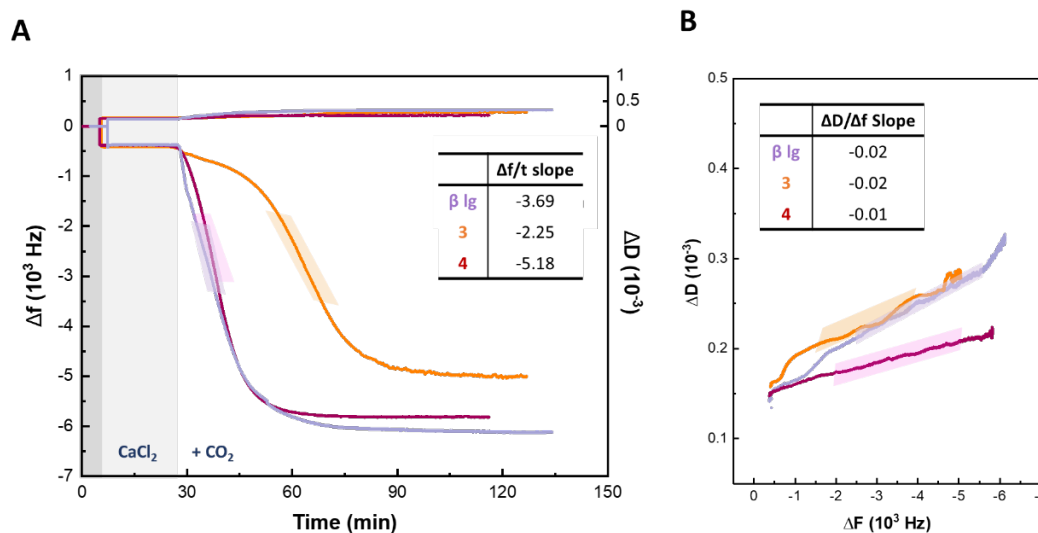 A
Δf (10³ Hz)
1
0
-1
-2
-3
-4
-5
-6
-7
CaCl₂
+ CO₂
Δf/t slope
β lg -3.69
3 -2.25
4 -5.18
1
0.5
0
ΔD (10⁻³)
0 30 60 90 120 150
Time (min)
B
ΔD (10⁻³)
0.5
0.4
0.3
0.2
0.1
ΔD/Δf Slope
β lg -0.02
3 -0.02
4 -0.01
0 -1 -2 -3 -4 -5 -6
ΔF (10³ Hz)